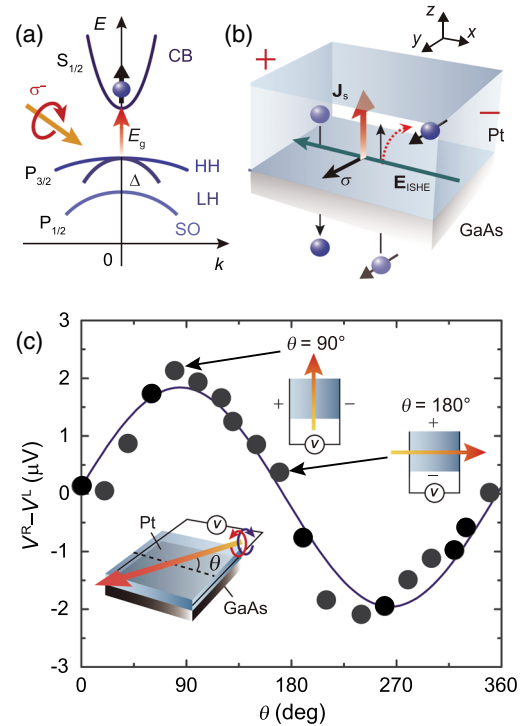 (a)
E
S1/2
CB
σ−
Eg
P3/2
HH
Δ
LH
P1/2
SO
0
k
(b)
z
y
x
+
Js
−
Pt
σ
EISHE
GaAs
(c)
3
2
1
0
-1
-2
-3
VR–VL (μV)
θ = 90°
+
−
V
θ = 180°
+
−
V
V
Pt
θ
GaAs
0
90
180
270
360
θ (deg)